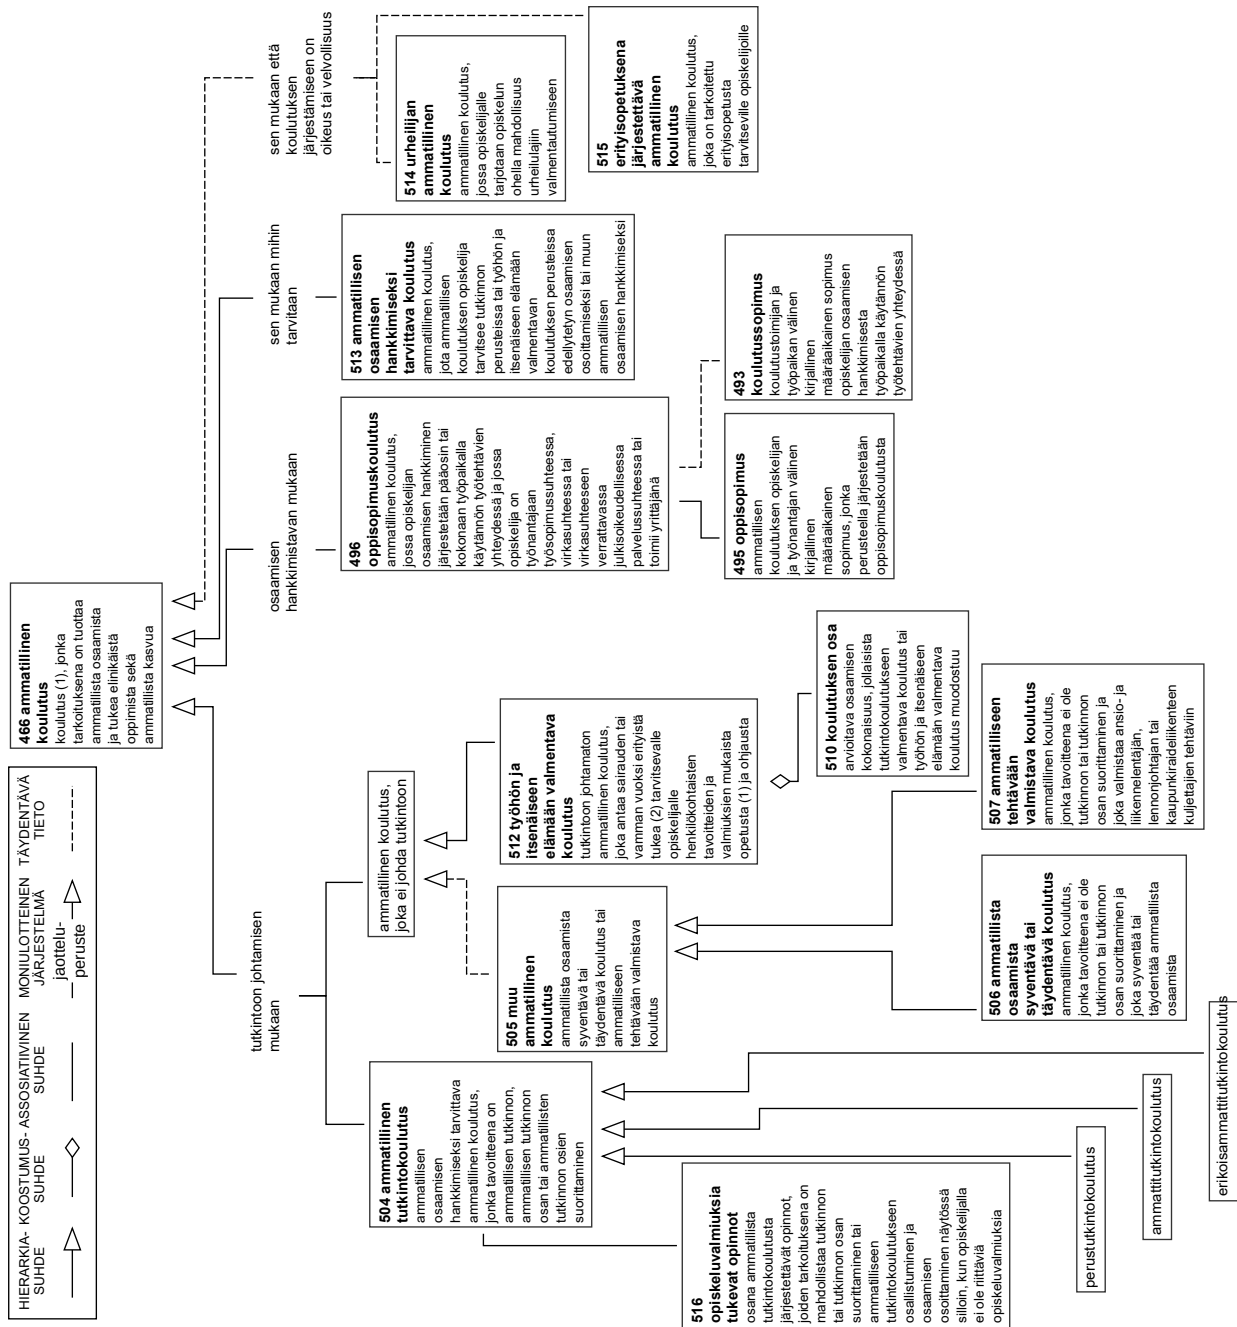 HIERARKIA-
SUHDE
KOOSTUMUS-
SUHDE
ASSOSIATIIVINEN
SUHDE
MONIULOTTEINEN
JÄRJESTELMÄ
jaottelu-
peruste
TÄYDENTÄVÄ
TIETO
466 ammatillinen
koulutus
koulutus (1), jonka
tarkoituksena on tuottaa
ammatillista osaamista
ja tukea elinikäistä
oppimista sekä
ammatillista kasvua
tutkintoon johtamisen
mukaan
osaamisen
hankkimistavan mukaan
sen mukaan mihin
tarvitaan
sen mukaan että
koulutuksen
järjestämiseen on
oikeus tai velvollisuus
ammatillinen koulutus,
joka ei johda tutkintoon
504 ammatillinen
tutkintokoulutus
ammatillisen
osaamisen
hankkimiseksi tarvittava
ammatillinen koulutus,
jonka tavoitteena on
ammatillisen tutkinnon,
ammatillisen tutkinnon
osan tai ammatillisten
tutkinnon osien
suorittaminen
505 muu
ammatillinen
koulutus
ammatillista osaamista
syventävä tai
täydentävä koulutus tai
ammatilliseen
tehtävään valmistava
koulutus
512 työhön ja
itsenäiseen
elämään valmentava
koulutus
tutkintoon johtamaton
ammatillinen koulutus,
joka antaa sairauden tai
vamman vuoksi erityistä
tukea (2) tarvitsevalle
opiskelijalle
henkilökohtaisten
tavoitteiden ja
valmiuksien mukaista
opetusta (1) ja ohjausta
496
oppisopimuskoulutus
ammatillinen koulutus,
jossa opiskelijan
osaamisen hankkiminen
järjestetään pääosin tai
kokonaan työpaikalla
käytännön työtehtävien
yhteydessä ja jossa
opiskelija on
työnantajaan
työsopimussuhteessa,
virkasuhteessa tai
virkasuhteeseen
verrattavassa
julkisoikeudellisessa
palvelussuhteessa tai
toimii yrittäjänä
513 ammatillisen
osaamisen
hankkimiseksi
tarvittava koulutus
ammatillinen koulutus,
jota ammatillisen
koulutuksen opiskelija
tarvitsee tutkinnon
perusteissa tai työhön ja
itsenäiseen elämään
valmentavan
koulutuksen perusteissa
edellytetyn osaamisen
osoittamiseksi tai muun
ammatillisen
osaamisen hankkimiseksi
514 urheilijan
ammatillinen
koulutus
ammatillinen koulutus,
jossa opiskelijalle
tarjotaan opiskelun
ohella mahdollisuus
urheilulajiin
valmentautumiseen
515
erityisopetuksena
järjestettävä
ammatillinen
koulutus
ammatillinen koulutus,
joka on tarkoitettu
erityisopetusta
tarvitseville opiskelijoille
516
opiskeluvalmiuksia
tukevat opinnot
osana ammatillista
tutkintokoulutusta
järjestettävät opinnot,
joiden tarkoituksena on
mahdollistaa tutkinnon
tai tutkinnon osan
suorittaminen tai
ammatilliseen
tutkintokoulutukseen
osallistuminen ja
osaamisen
osoittaminen näytössä
silloin, kun opiskelijalla
ei ole riittäviä
opiskeluvalmiuksia
510 koulutuksen osa
arvioitava osaamisen
kokonaisuus, jollaisista
tutkintokoulutukseen
valmentava koulutus tai
työhön ja itsenäiseen
elämään valmentava
koulutus muodostuu
495 oppisopimus
ammatillisen
koulutuksen opiskelijan
ja työnantajan välinen
kirjallinen
määräaikainen
sopimus, jonka
perusteella järjestetään
oppisopimuskoulutusta
493
koulutussopimus
koulutustoimijan ja
työpaikan välinen
kirjallinen
määräaikainen sopimus
opiskelijan osaamisen
hankkimisesta
työpaikalla käytännön
työtehtävien yhteydessä
506 ammatillista
osaamista
syventävä tai
täydentävä koulutus
ammatillinen koulutus,
jonka tavoitteena ei ole
tutkinnon tai tutkinnon
osan suorittaminen ja
joka syventää tai
täydentää ammatillista
osaamista
507 ammatilliseen
tehtävään
valmistava koulutus
ammatillinen koulutus,
jonka tavoitteena ei ole
tutkinnon tai tutkinnon
osan suorittaminen ja
joka valmistaa ansio- ja
liikennelentäjän,
lennonjohtajan tai
kaupunkiraideliikenteen
kuljettajien tehtäviin
perustutkintokoulutus
ammattitutkintokoulutus
erikoisammattitutkintokoulutus